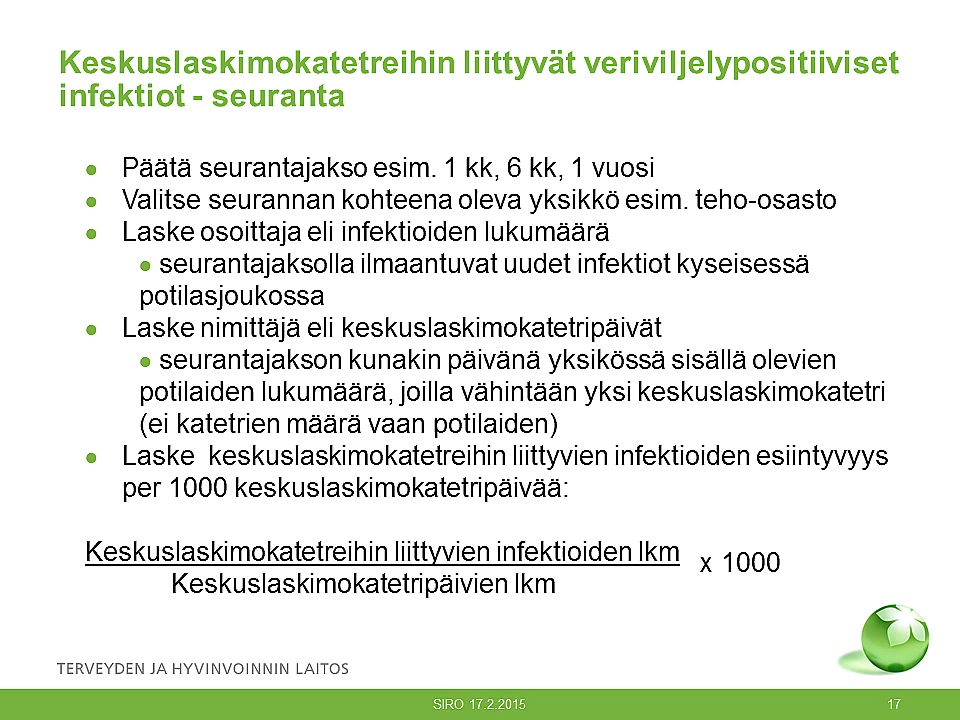 Keskuslaskimokatetreihin liittyvät veriviljelypositiiviset
infektiot - seuranta
● Päätä seurantajakso esim. 1 kk, 6 kk, 1 vuosi
● Valitse seurannan kohteena oleva yksikkö esim. teho-osasto
● Laske osoittaja eli infektioiden lukumäärä
● seurantajaksolla ilmaantuvat uudet infektiot kyseisessä
potilasjoukossa
● Laske nimittäjä eli keskuslaskimokatetripäivät
● seurantajakson kunakin päivänä yksikössä sisällä olevien
potilaiden lukumäärä, joilla vähintään yksi keskuslaskimokatetri
(ei katetrien määrä vaan potilaiden)
● Laske keskuslaskimokatetreihin liittyvien infektioiden esiintyvyys
per 1000 keskuslaskimokatetripäivää:
Keskuslaskimokatetreihin liittyvien infektioiden lkm x 1000
Keskuslaskimokatetripäivien lkm
TERVEYDEN JA HYVINVOINNIN LAITOS
SIRO 17.2.2015 17